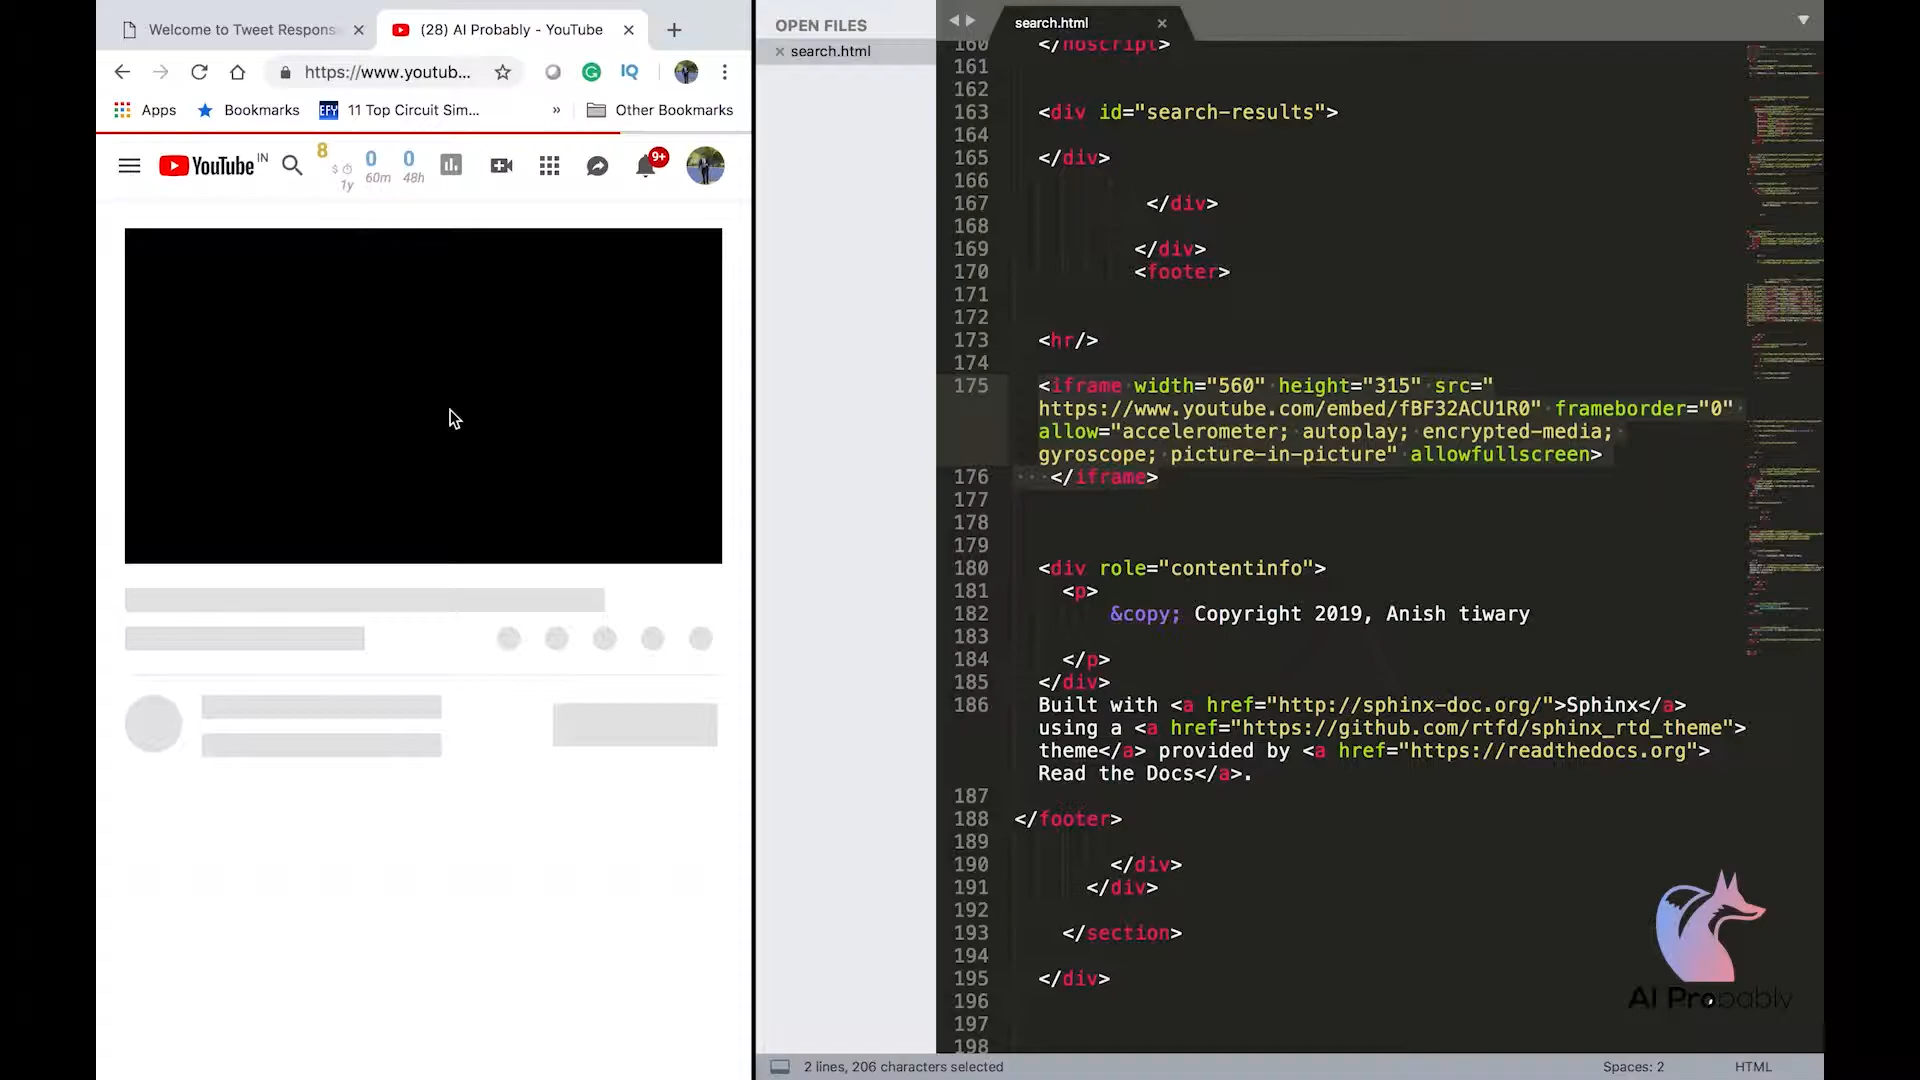 Welcome to Tweet Respons
(28) AI Probably - YouTube
https://www.youtub...
IQ
Apps
Bookmarks
EFY
11 Top Circuit Sim...
»
Other Bookmarks
YouTube IN
8
$
1y
0
60m
0
48h
9+
OPEN FILES
search.html
search.html
160 </noscript>
161
162
163 <div id="search-results">
164
165 </div>
166
167 </div>
168
169 </div>
170 <footer>
171
172
173 <hr/>
174
175 <iframe width="560" height="315" src="
https://www.youtube.com/embed/fBF32ACU1R0" frameborder="0"
allow="accelerometer; autoplay; encrypted-media;
gyroscope; picture-in-picture" allowfullscreen>
176 </iframe>
177
178
179
180 <div role="contentinfo">
181 <p>
182 &copy; Copyright 2019, Anish tiwary
183
184 </p>
185 </div>
186 Built with <a href="http://sphinx-doc.org/">Sphinx</a>
using a <a href="https://github.com/rtfd/sphinx_rtd_theme">
theme</a> provided by <a href="https://readthedocs.org">
Read the Docs</a>.
187
188 </footer>
189
190 </div>
191 </div>
192
193 </section>
194
195 </div>
196
197
198
AI Probably
2 lines, 206 characters selected
Spaces: 2
HTML